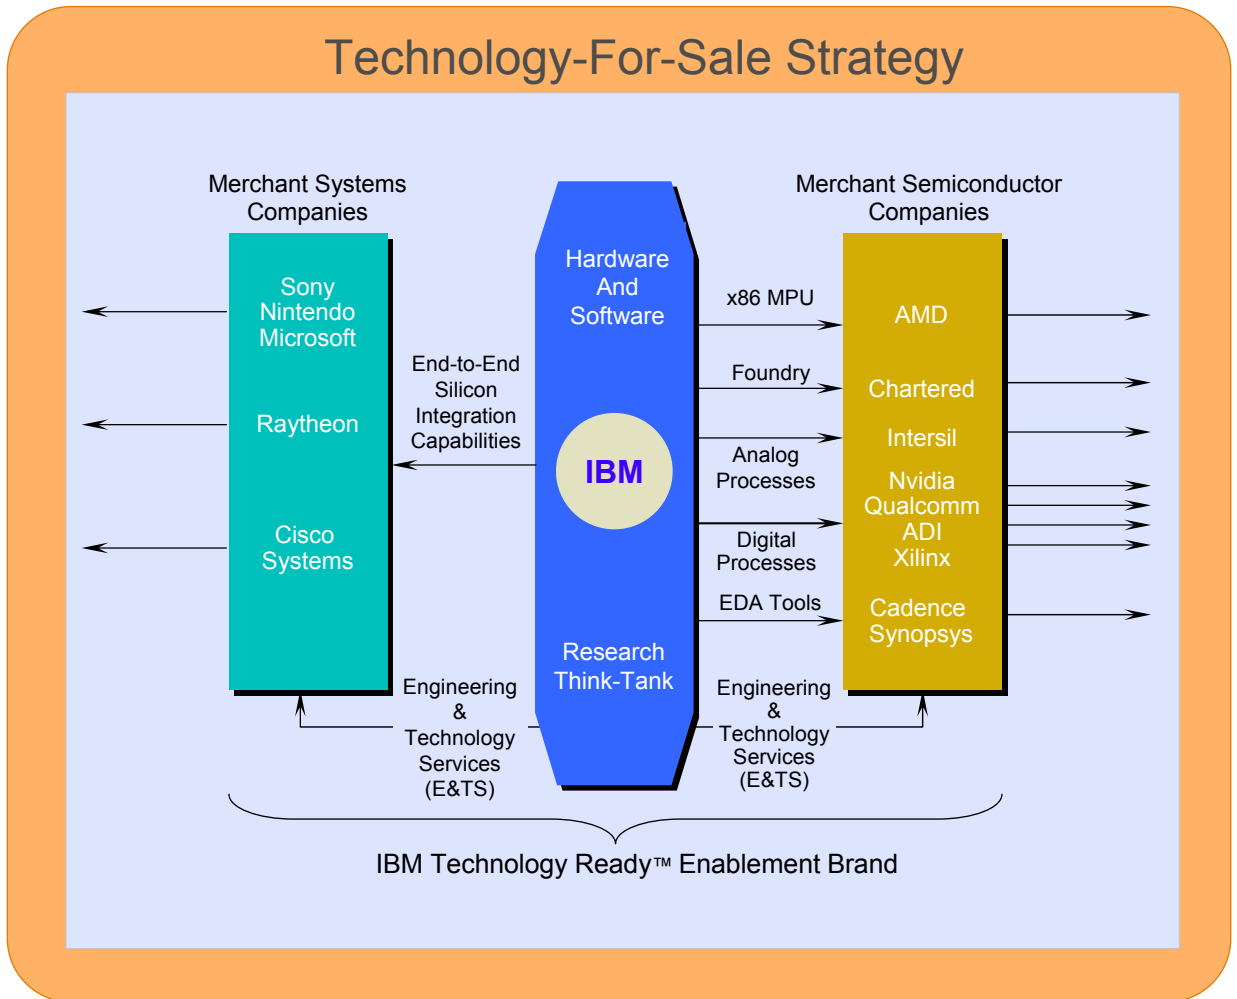 Technology-For-Sale Strategy
Merchant Systems
Companies
Sony
Nintendo
Microsoft
Raytheon
Cisco
Systems
End-to-End
Silicon
Integration
Capabilities
Engineering
&
Technology
Services
(E&TS)
Hardware
And
Software
IBM
Research
Think-Tank
x86 MPU
Foundry
Analog
Processes
Digital
Processes
EDA Tools
Engineering
&
Technology
Services
(E&TS)
Merchant Semiconductor
Companies
AMD
Chartered
Intersil
Nvidia
Qualcomm
ADI
Xilinx
Cadence
Synopsys
IBM Technology Ready™ Enablement Brand